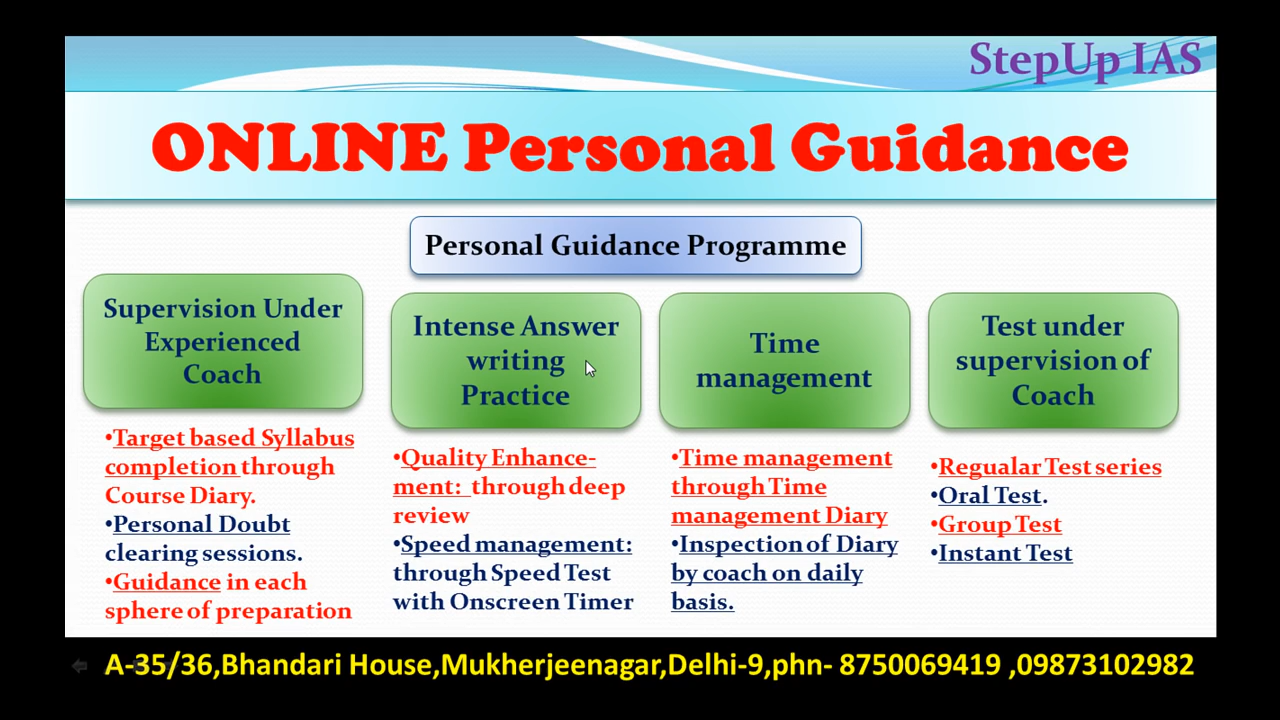 StepUp IAS
ONLINE Personal Guidance
Personal Guidance Programme
Supervision Under
Experienced
Coach
•Target based Syllabus
completion through
Course Diary.
•Personal Doubt
clearing sessions.
•Guidance in each
sphere of preparation
Intense Answer
writing
Practice
•Quality Enhance-
ment: through deep
review
•Speed management:
through Speed Test
with Onscreen Timer
Time
management
•Time management
through Time
management Diary
•Inspection of Diary
by coach on daily
basis.
Test under
supervision of
Coach
•Regualar Test series
•Oral Test.
•Group Test
•Instant Test
A-35/36,Bhandari House,Mukherjeenagar,Delhi-9,phn- 8750069419 ,09873102982